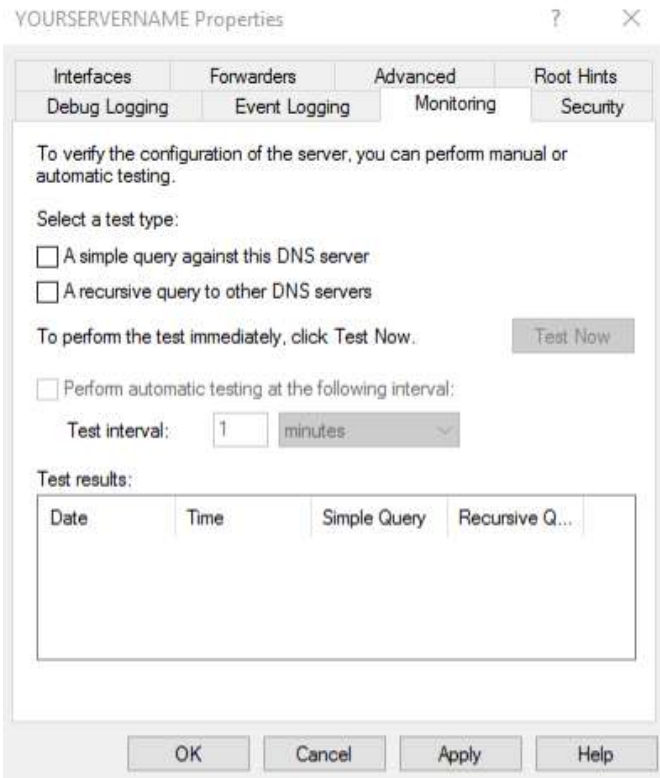 YOURSERVERNAME Properties ? ×
Interfaces Forwarders Advanced Root Hints
Debug Logging Event Logging Monitoring Security
To verify the configuration of the server, you can perform manual or
automatic testing.
Select a test type:
A simple query against this DNS server
A recursive query to other DNS servers
To perform the test immediately, click Test Now. Test Now
Perform automatic testing at the following interval:
Test interval: 1 minutes
Test results:
Date Time Simple Query Recursive Q...
OK Cancel Apply Help